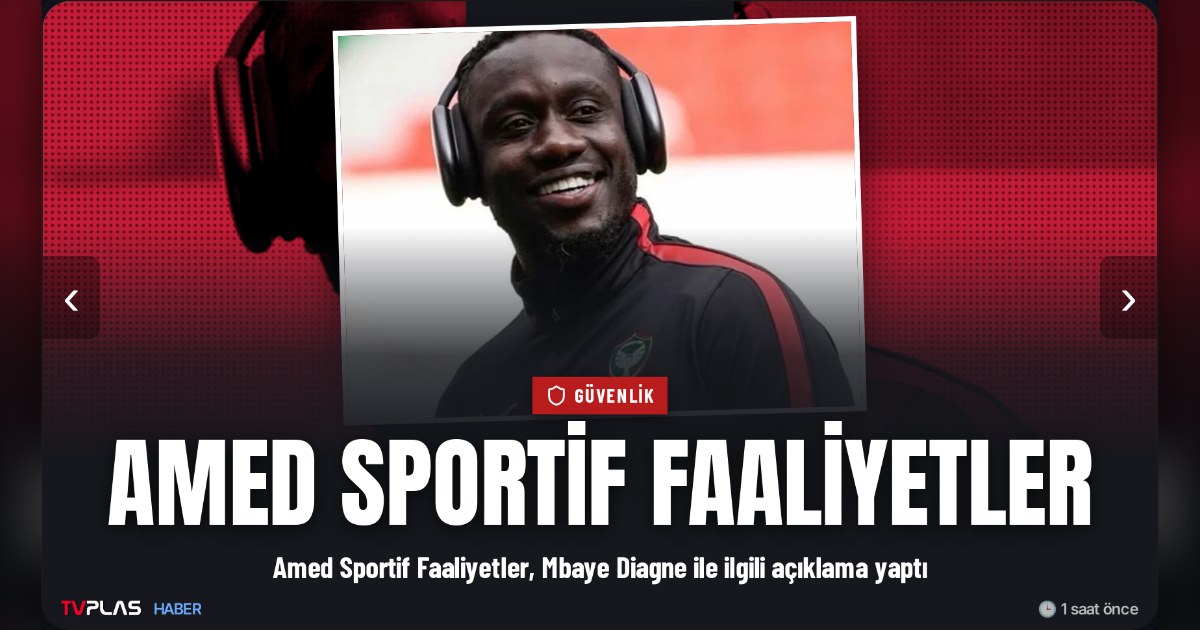 GÜVENLİK
AMED SPORTİF FAALİYETLER
Amed Sportif Faaliyetler, Mbaye Diagne ile ilgili açıklama yaptı
TVPLAS HABER
1 saat önce